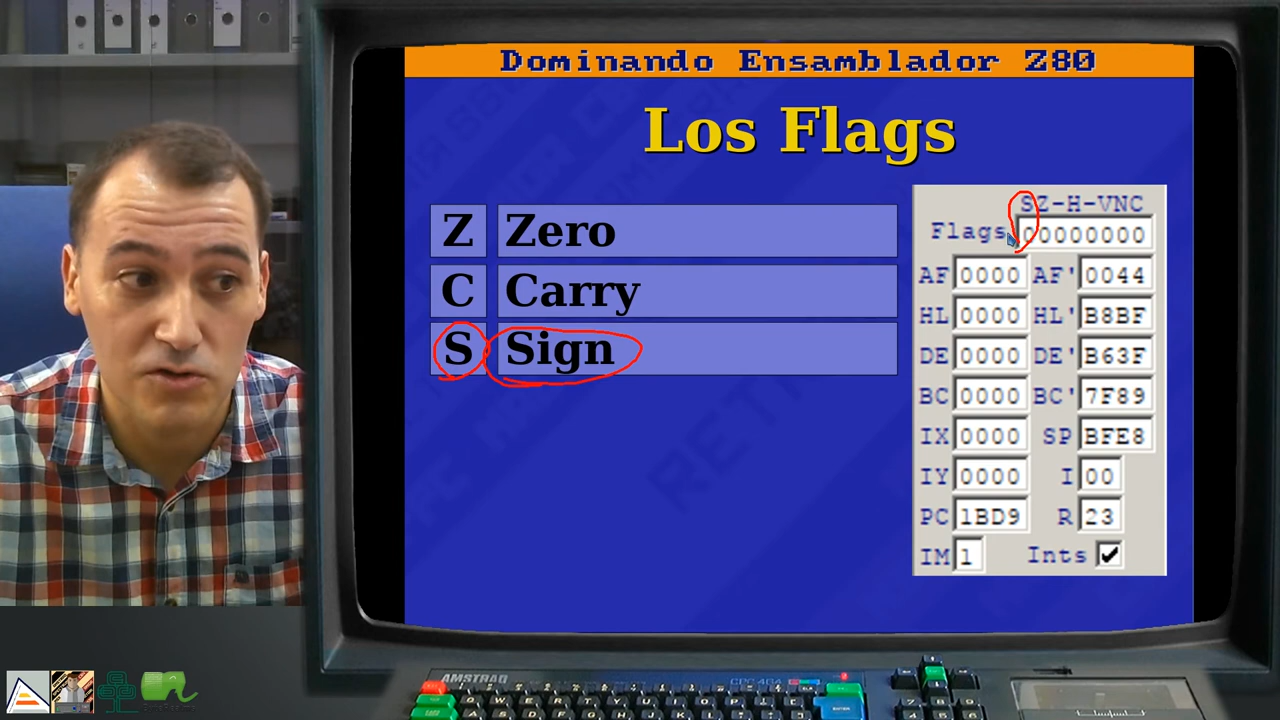 Dominando Ensamblador Z80
Los Flags
Z Zero
C Carry
S Sign
SZ-H-VNC
Flags 00000000
AF 0000 AF' 0044
HL 0000 HL' B8BF
DE 0000 DE' B63F
BC 0000 BC' 7F89
IX 0000 SP BFE8
IY 0000 I 00
PC 1BD9 R 23
IM 1 Ints
AMSTRAD